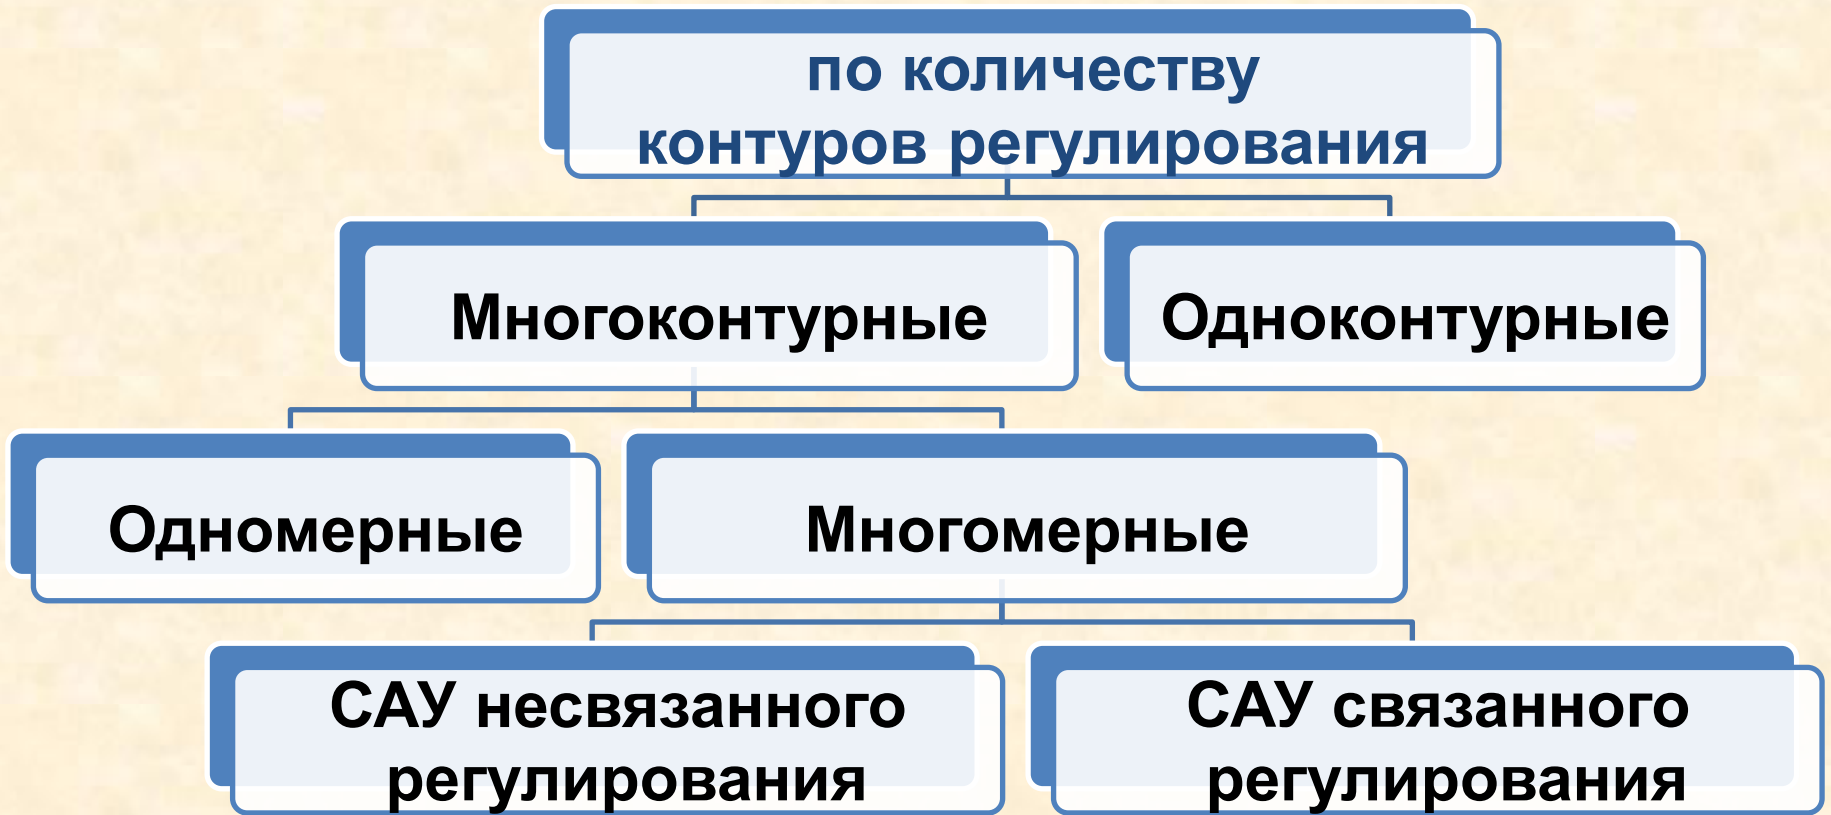 по количеству
контуров регулирования
Многоконтурные
Одноконтурные
Одномерные
Многомерные
САУ несвязанного
регулирования
САУ связанного
регулирования